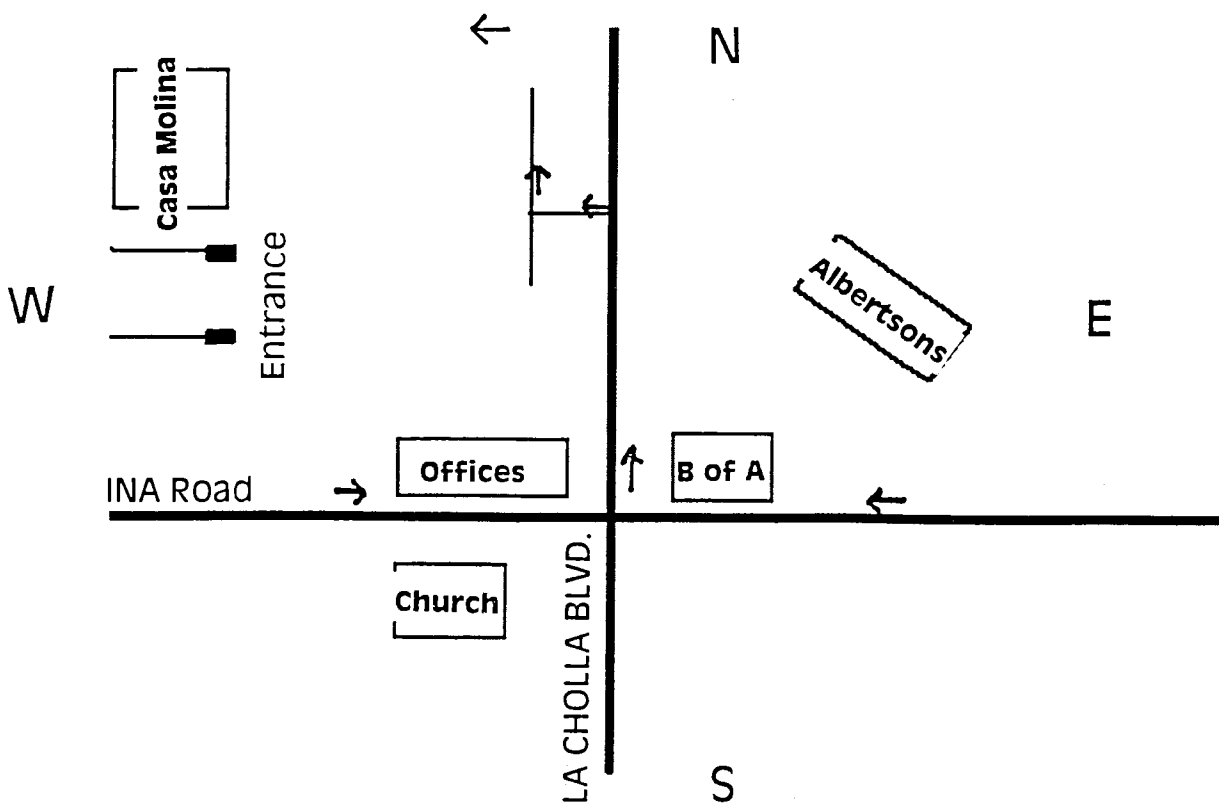 N
Casa Molina
Entrance
W
Albertsons
E
Offices
B of A
INA Road
Church
LA CHOLLA BLVD.
S